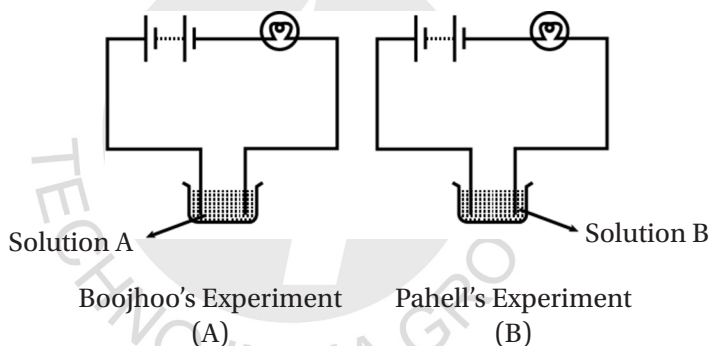 Solution A
Solution B
Boojhoo's Experiment
(A)
Pahell's Experiment
(B)